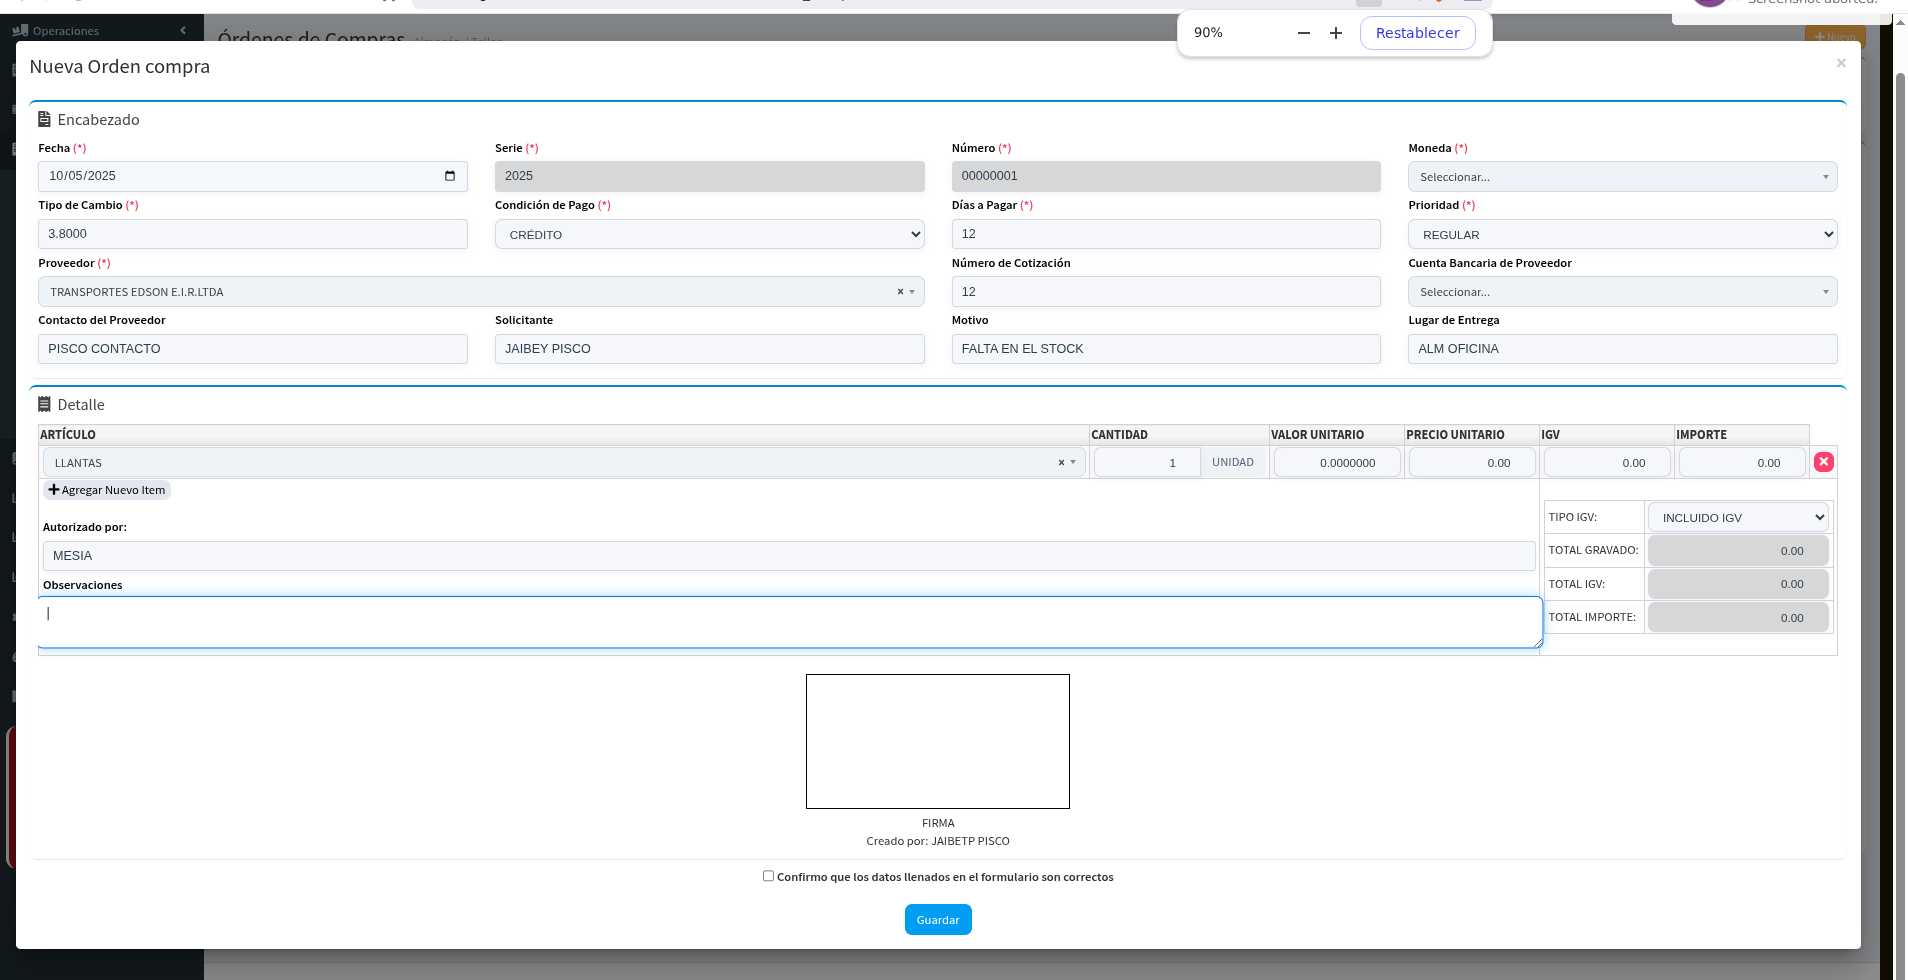 Screenshot aborted.
Operaciones
Órdenes de Compras Almacén / Taller
Nuevo
90%
Restablecer
Nueva Orden compra
×
Encabezado
Fecha (*)
Serie (*)
Número (*)
Moneda (*)
10/05/2025
2025
00000001
Seleccionar...
Tipo de Cambio (*)
Condición de Pago (*)
Días a Pagar (*)
Prioridad (*)
3.8000
CRÉDITO
12
REGULAR
Proveedor (*)
Número de Cotización
Cuenta Bancaria de Proveedor
TRANSPORTES EDSON E.I.R.LTDA
×
12
Seleccionar...
Contacto del Proveedor
Solicitante
Motivo
Lugar de Entrega
PISCO CONTACTO
JAIBEY PISCO
FALTA EN EL STOCK
ALM OFICINA
Detalle
ARTÍCULO
CANTIDAD
VALOR UNITARIO
PRECIO UNITARIO
IGV
IMPORTE
LLANTAS
×
1
UNIDAD
0.0000000
0.00
0.00
0.00
Agregar Nuevo Item
TIPO IGV:
INCLUIDO IGV
Autorizado por:
TOTAL GRAVADO:
0.00
MESIA
Observaciones
TOTAL IGV:
0.00
TOTAL IMPORTE:
0.00
FIRMA
Creado por: JAIBETP PISCO
Confirmo que los datos llenados en el formulario son correctos
Guardar